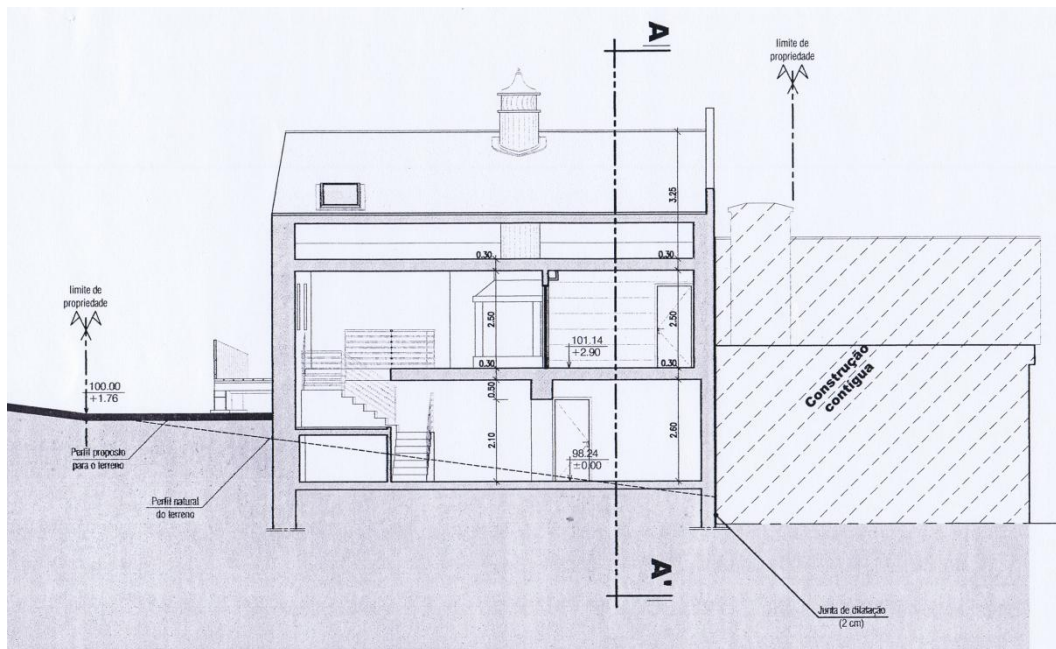 A
limite de
propriedade
3.25
0.30
0.30
limite de
propriedade
2.50
2.50
101.14
+2.90
0.30
0.30
100.00
+1.76
0.50
Construção
contígua
2.10
2.60
Perfil proposto
para o terreno
98.24
±0.00
Perfil natural
do terreno
A'
Junta de dilatação
(2 cm)